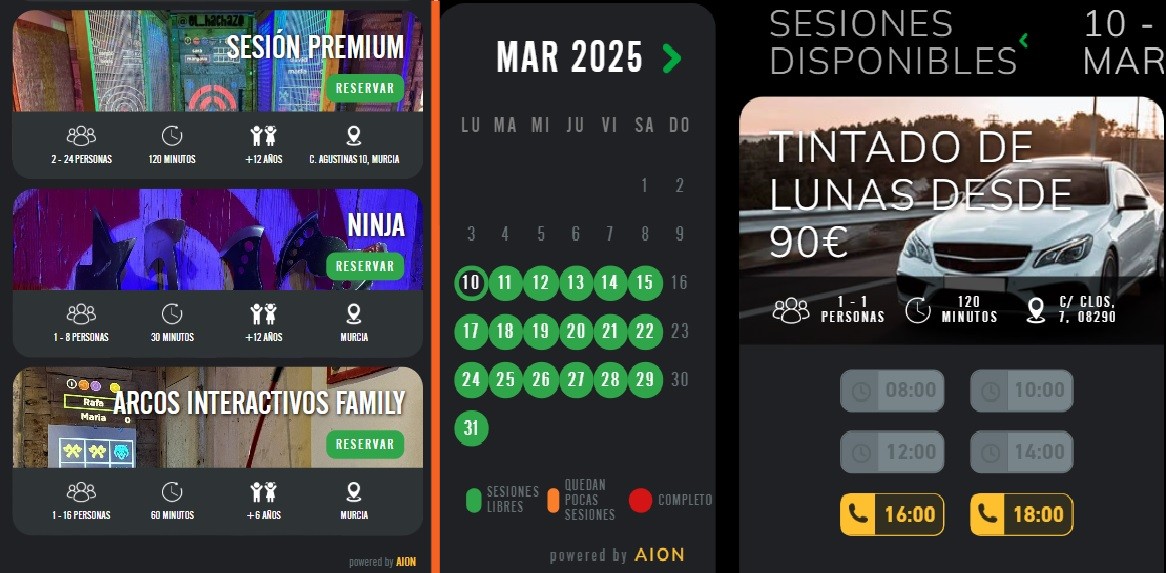 el_hachazo
SESIÓN PREMIUM
RESERVAR
2 - 24 PERSONAS
120 MINUTOS
+12 AÑOS
C. AGUSTINAS 10, MURCIA
NINJA
RESERVAR
1 - 8 PERSONAS
30 MINUTOS
+12 AÑOS
MURCIA
Rafa
Maria 0
ARCOS INTERACTIVOS FAMILY
RESERVAR
1 - 16 PERSONAS
60 MINUTOS
+6 AÑOS
MURCIA
powered by AION
MAR 2025
LU MA MI JU VI SA DO
1 2
3 4 5 6 7 8 9
10 11 12 13 14 15 16
17 18 19 20 21 22 23
24 25 26 27 28 29 30
31
SESIONES
LIBRES
QUEDAN
POCAS
SESIONES
COMPLETO
powered by AION
SESIONES
DISPONIBLES
10 -
MAR
TINTADO DE
LUNAS DESDE
90€
1 - 1
PERSONAS
120
MINUTOS
C/ CLOS,
7, 08290
08:00 10:00
12:00 14:00
16:00 18:00